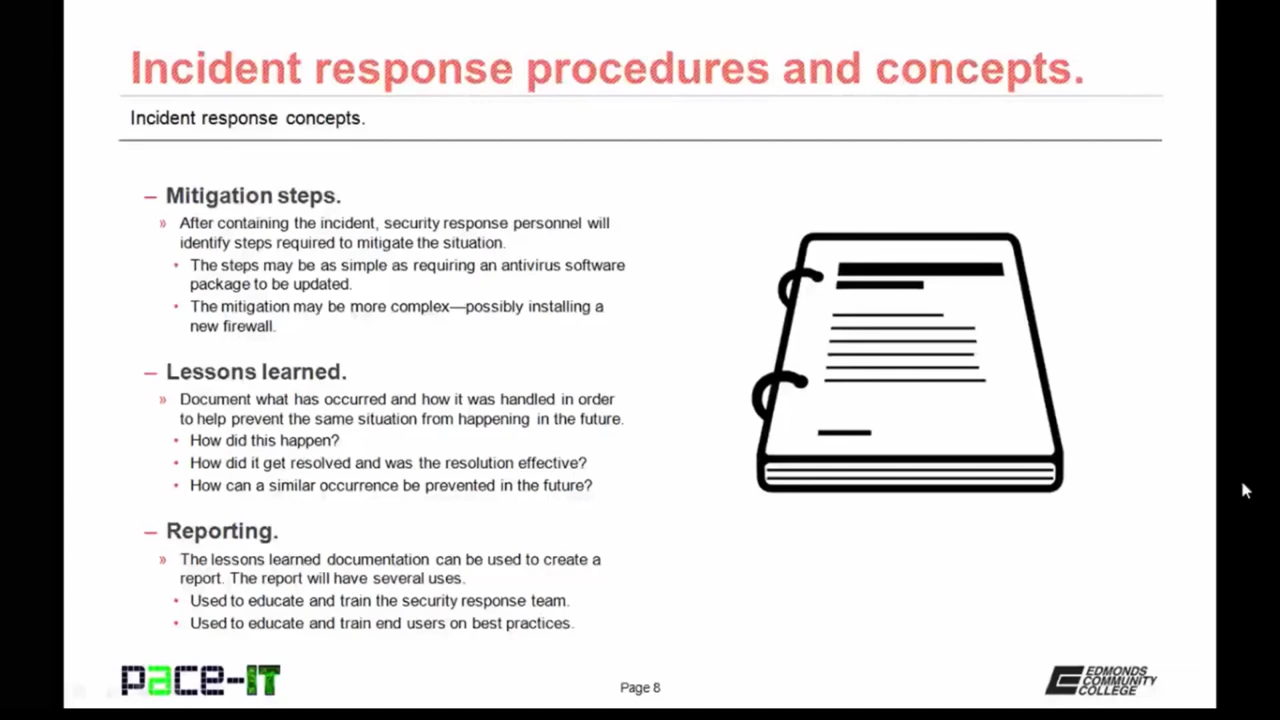 Incident response procedures and concepts.
Incident response concepts.
– Mitigation steps.
» After containing the incident, security response personnel will
identify steps required to mitigate the situation.
• The steps may be as simple as requiring an antivirus software
package to be updated.
• The mitigation may be more complex—possibly installing a
new firewall.
– Lessons learned.
» Document what has occurred and how it was handled in order
to help prevent the same situation from happening in the future.
• How did this happen?
• How did it get resolved and was the resolution effective?
• How can a similar occurrence be prevented in the future?
– Reporting.
» The lessons learned documentation can be used to create a
report. The report will have several uses.
• Used to educate and train the security response team.
• Used to educate and train end users on best practices.
pace-IT
Page 8
EDMONDS
COMMUNITY
COLLEGE